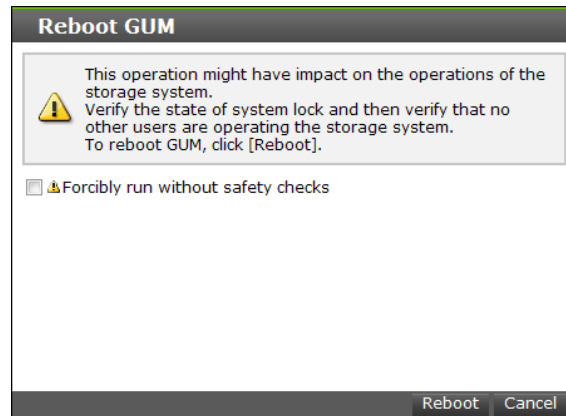 Reboot GUM
This operation might have impact on the operations of the
storage system.
Verify the state of system lock and then verify that no
other users are operating the storage system.
To reboot GUM, click [Reboot].
Forcibly run without safety checks
Reboot Cancel